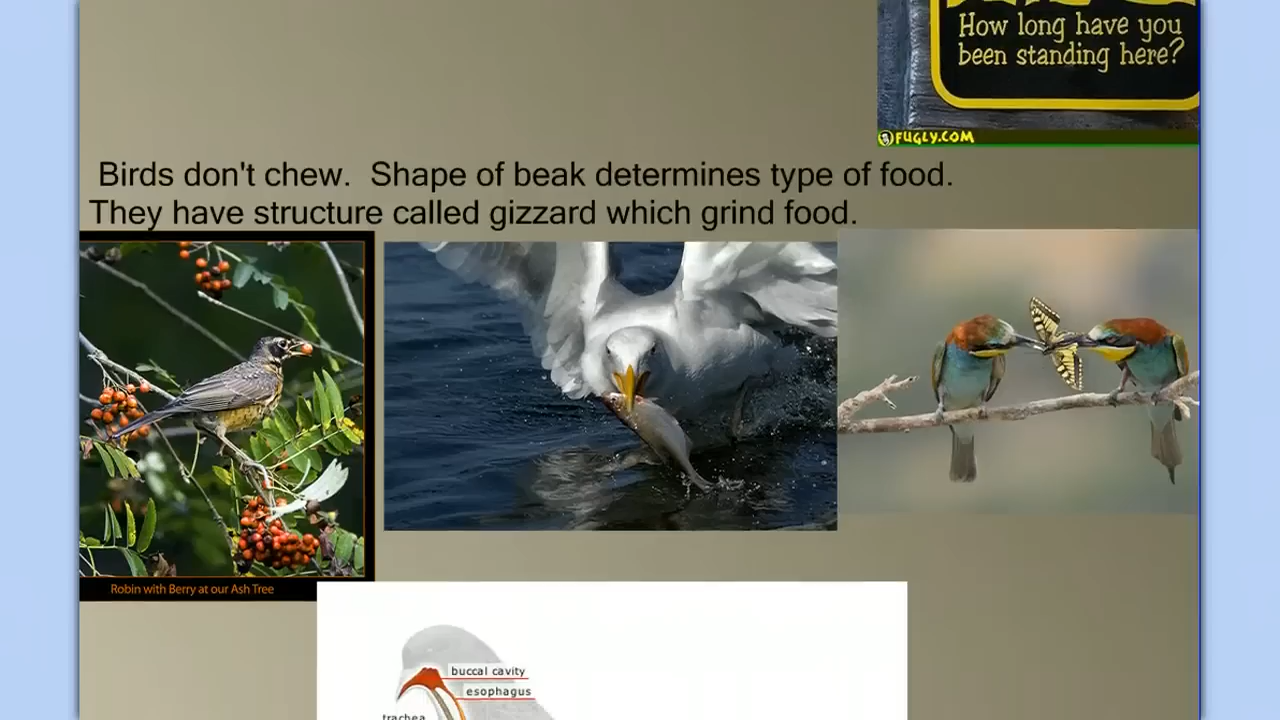 How long have you
been standing here?
FUGLY.COM
Birds don't chew.  Shape of beak determines type of food.
They have structure called gizzard which grind food.
Robin with Berry at our Ash Tree
buccal cavity
esophagus
trachea